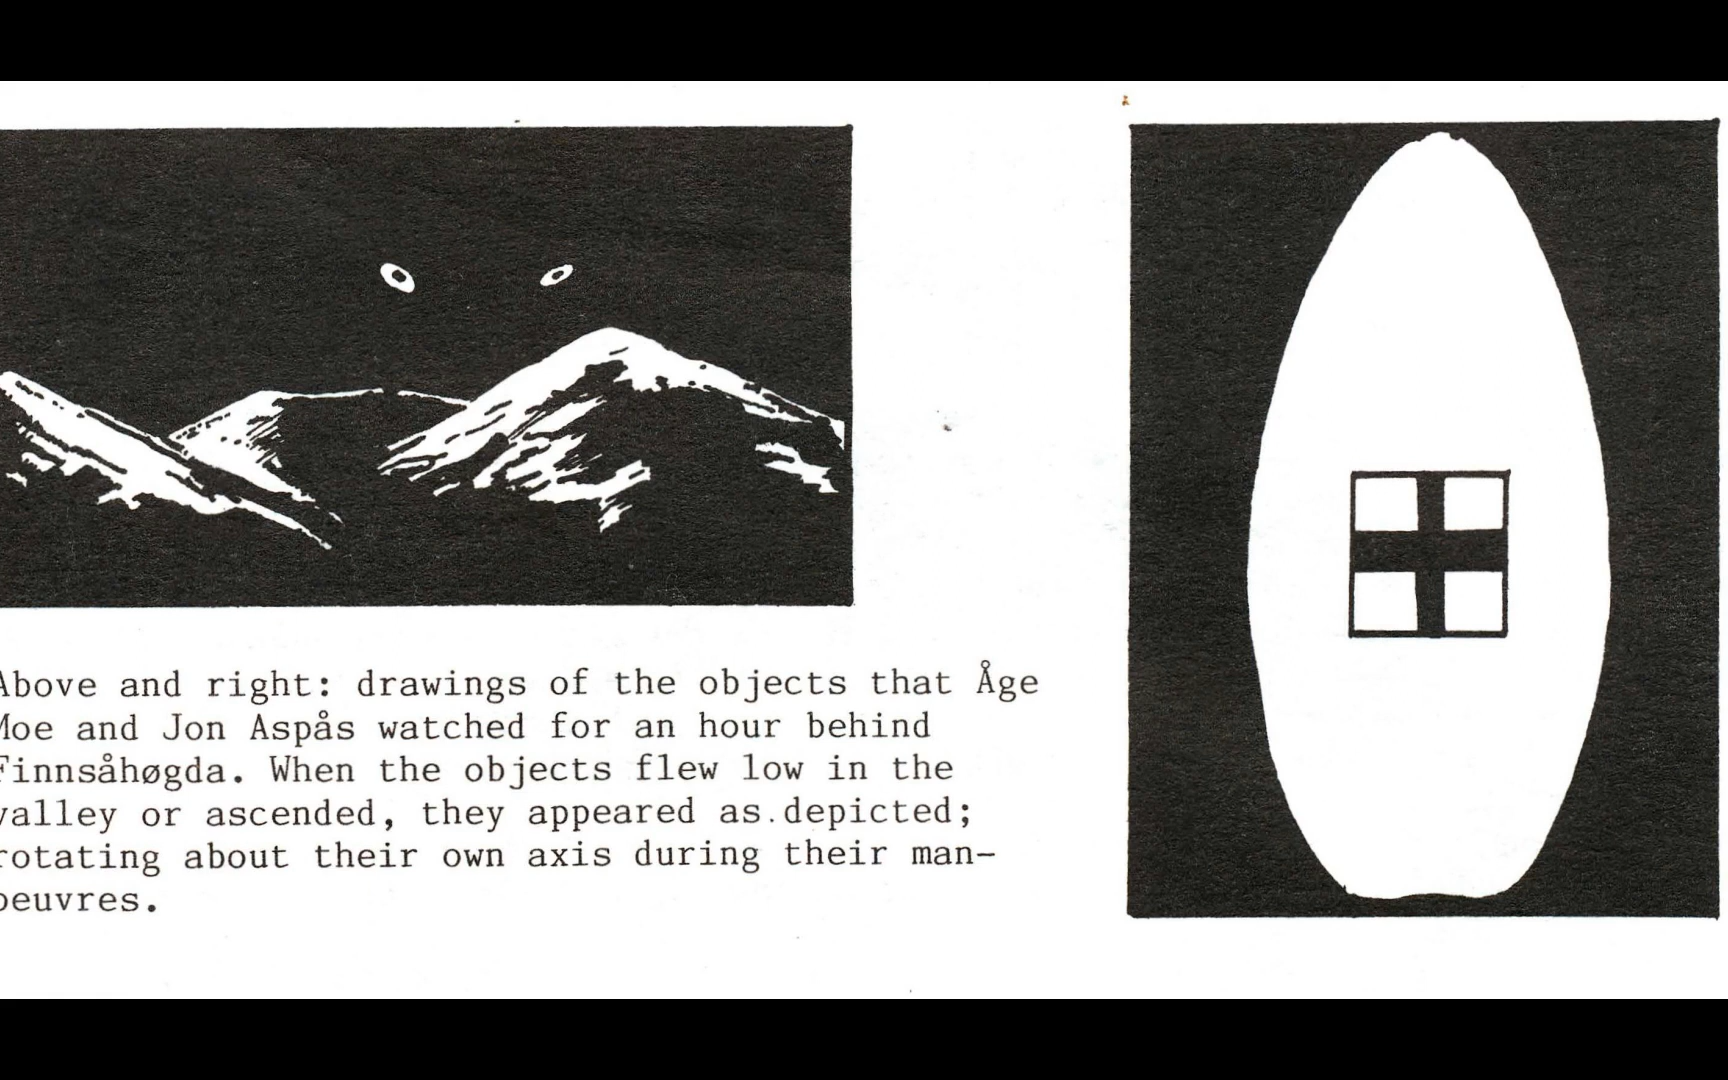 Above and right: drawings of the objects that Åge
Moe and Jon Aspås watched for an hour behind
Finnsåhøgda. When the objects flew low in the
valley or ascended, they appeared as depicted;
rotating about their own axis during their man-
oeuvres.